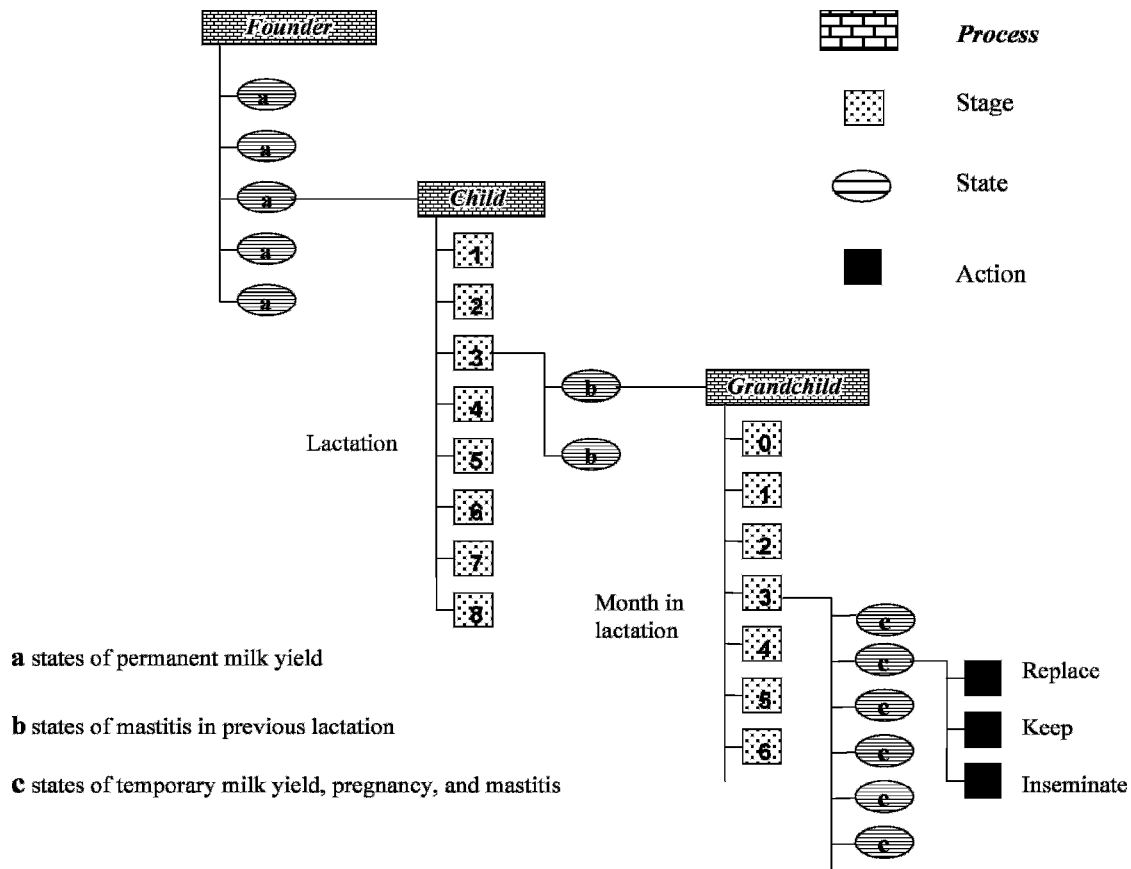 Founder
a
a
a
a
a
Child
1
2
3
4
5
6
7
8
Lactation
b
b
Grandchild
0
1
2
3
4
5
6
Month in
lactation
c
c
c
c
c
c
Replace
Keep
Inseminate
Process
Stage
State
Action
a states of permanent milk yield
b states of mastitis in previous lactation
c states of temporary milk yield, pregnancy, and mastitis